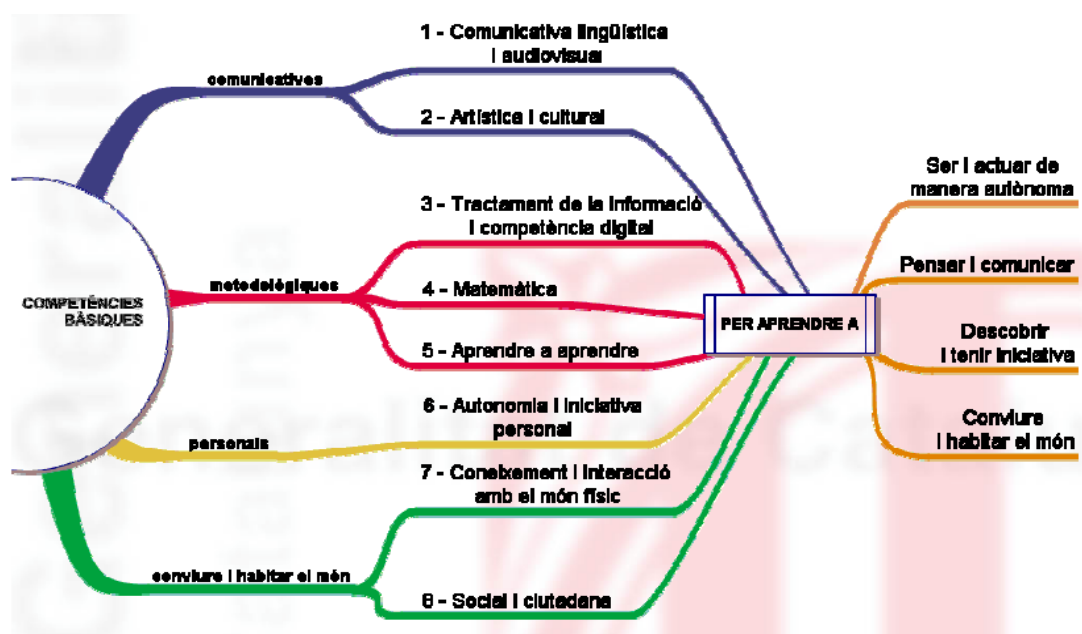 COMPETÈNCIES
BÀSIQUES
comunicatives
1 - Comunicativa lingüística
i audiovisual
2 - Artística i cultural
metodològiques
3 - Tractament de la informació
i competència digital
4 - Matemàtica
5 - Aprendre a aprendre
personals
6 - Autonomia i iniciativa
personal
conviure i habitar el món
7 - Coneixement i interacció
amb el món físic
8 - Social i ciutadana
PER APRENDRE A
Ser i actuar de
manera autònoma
Pensar i comunicar
Descobrir
i tenir iniciativa
Conviure
i habitar el món